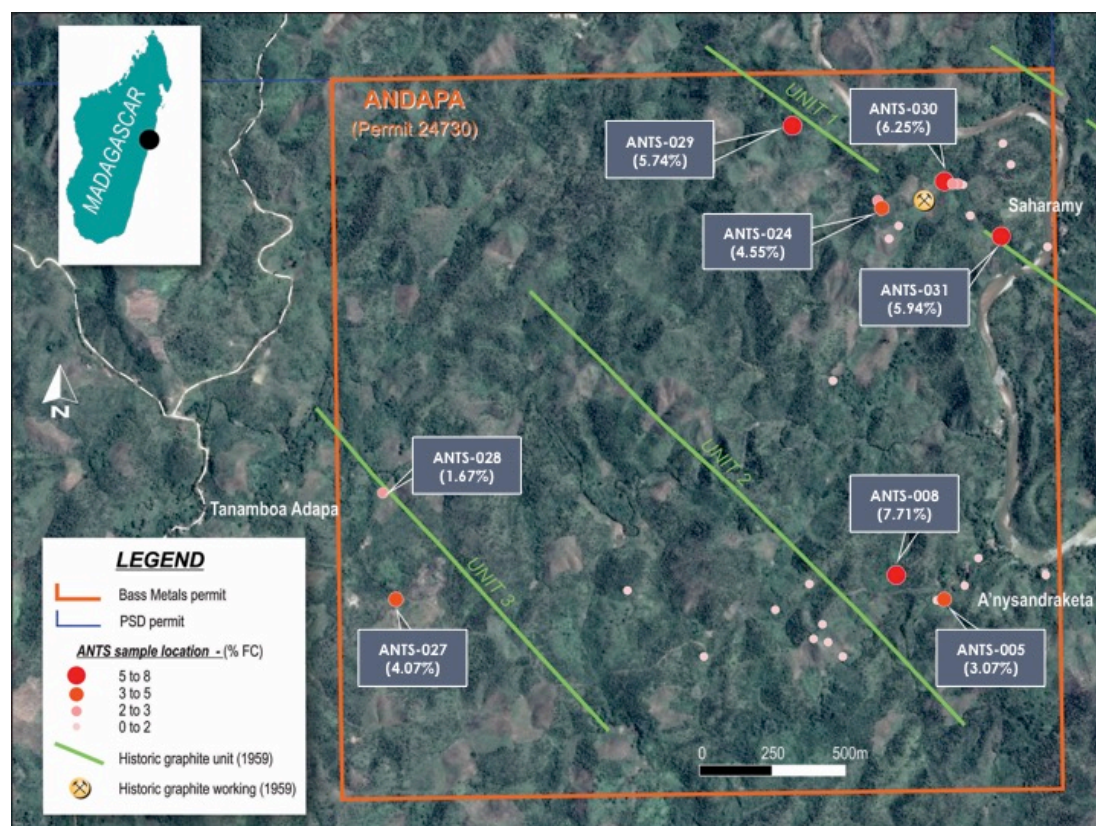 MADAGASCAR
ANDAPA
(Permit 24730)
UNIT 1
ANTS-030
(6.25%)
ANTS-029
(5.74%)
Saharamy
ANTS-024
(4.55%)
ANTS-031
(5.94%)
N
UNIT 2
ANTS-028
(1.67%)
Tanamboa Adapa
ANTS-008
(7.71%)
UNIT 3
A'nysandraketa
ANTS-027
(4.07%)
ANTS-005
(3.07%)
LEGEND
Bass Metals permit
PSD permit
ANTS sample location - (% FC)
5 to 8
3 to 5
2 to 3
0 to 2
Historic graphite unit (1959)
Historic graphite working (1959)
0 250 500m